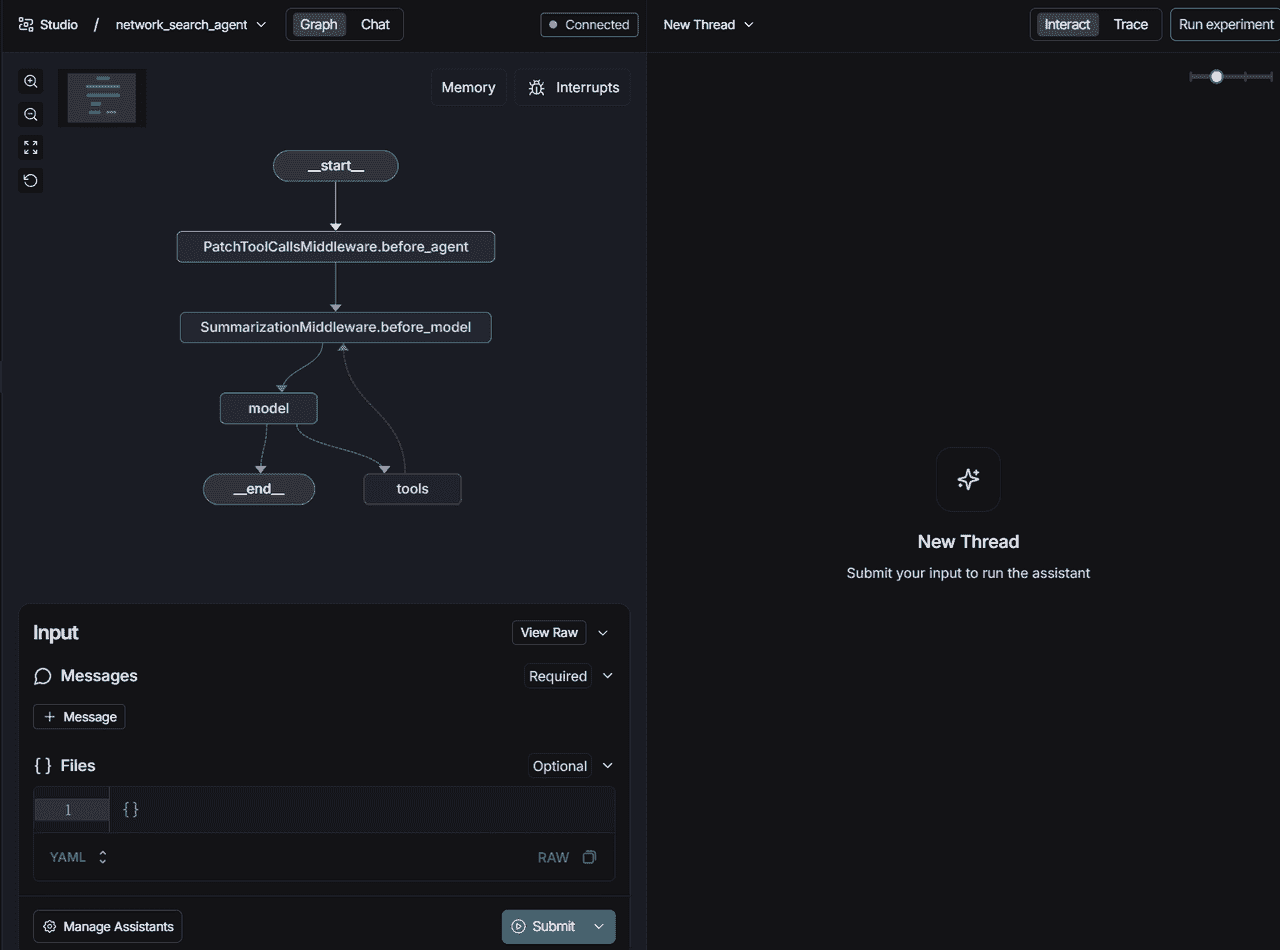 Studio / network_search_agent Graph Chat Connected
New Thread Interact Trace Run experiment
Memory Interrupts
__start__
PatchToolCallsMiddleware.before_agent
SummarizationMiddleware.before_model
model
__end__ tools
New Thread
Submit your input to run the assistant
Input View Raw
Messages Required
+ Message
{} Files Optional
1 {}
YAML RAW
Manage Assistants Submit